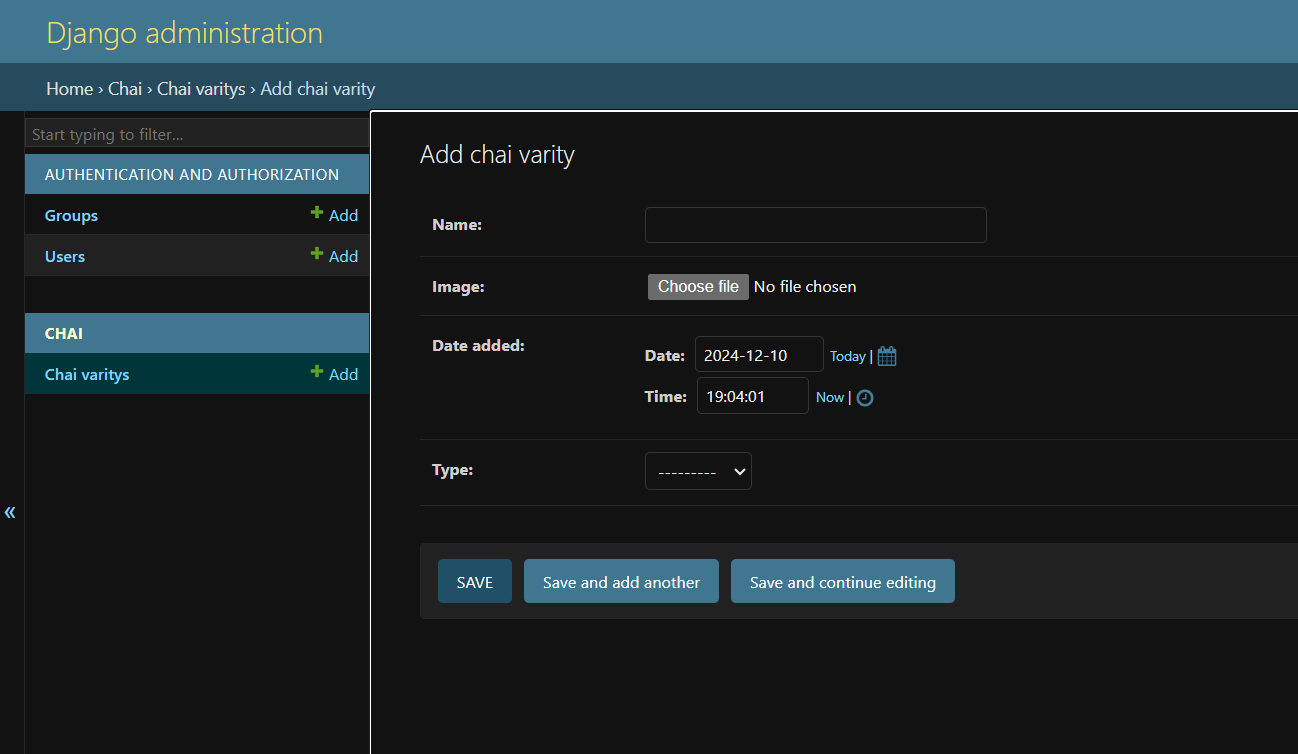 Django administration
Home › Chai › Chai varitys › Add chai varity
Start typing to filter...
AUTHENTICATION AND AUTHORIZATION
Groups + Add
Users + Add
CHAI
Chai varitys + Add
«
Add chai varity
Name:
Image: Choose file No file chosen
Date added:
Date: 2024-12-10 Today |
Time: 19:04:01 Now |
Type: ---------
SAVE Save and add another Save and continue editing